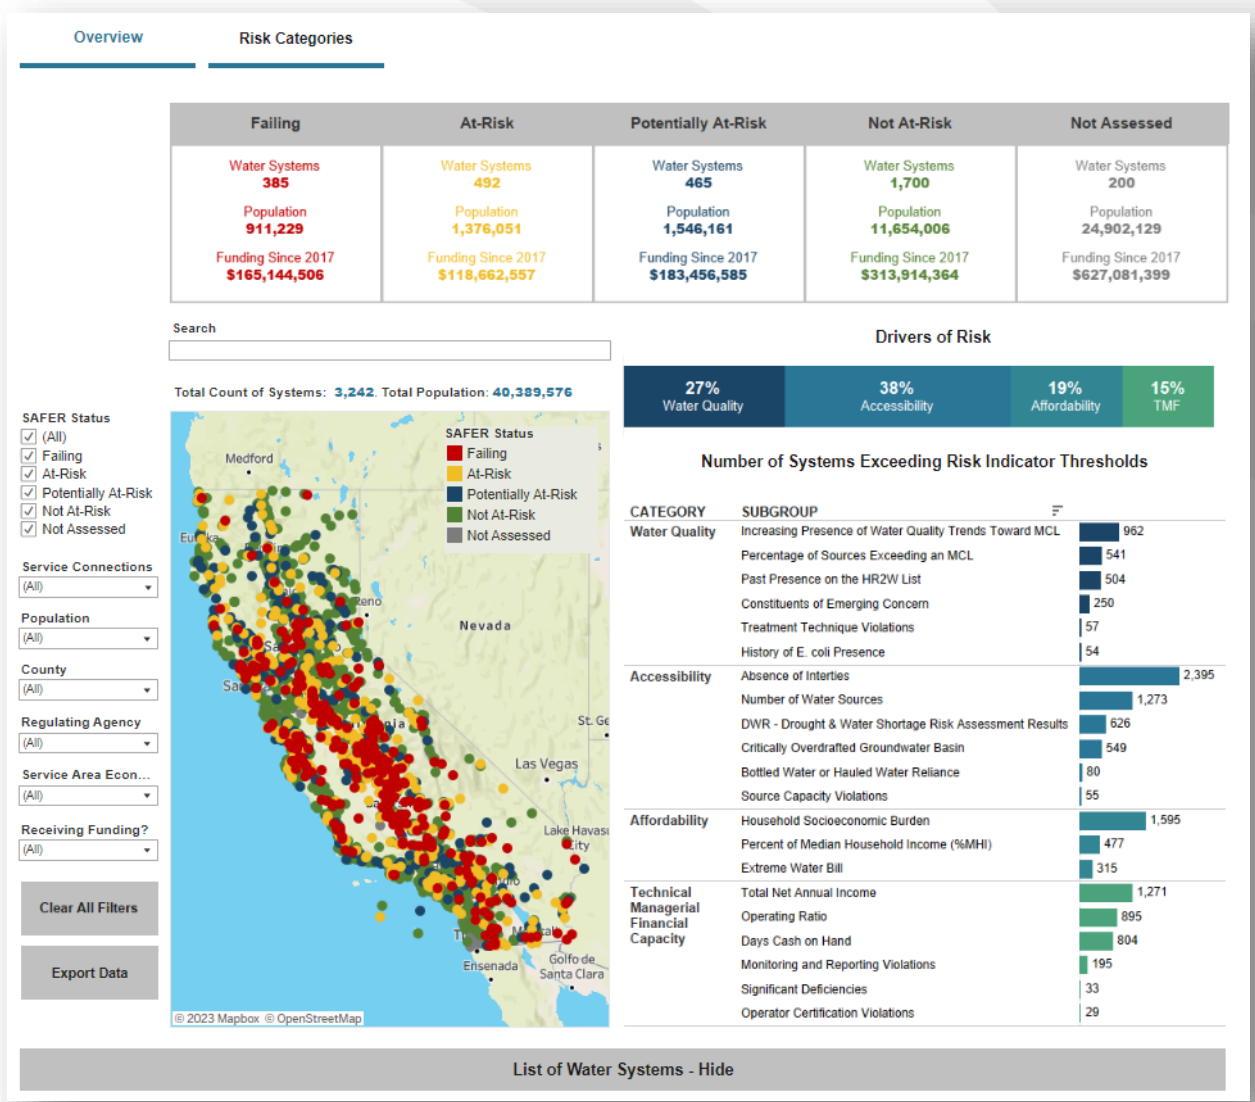 Overview
Risk Categories
Failing
At-Risk
Potentially At-Risk
Not At-Risk
Not Assessed
Water Systems
385
Population
911,229
Funding Since 2017
$165,144,506
Water Systems
492
Population
1,376,051
Funding Since 2017
$118,662,557
Water Systems
465
Population
1,546,161
Funding Since 2017
$183,456,585
Water Systems
1,700
Population
11,654,006
Funding Since 2017
$313,914,364
Water Systems
200
Population
24,902,129
Funding Since 2017
$627,081,399
Search
Total Count of Systems: 3,242. Total Population: 40,389,576
SAFER Status
(All)
Failing
At-Risk
Potentially At-Risk
Not At-Risk
Not Assessed
Service Connections
(All)
Population
(All)
County
(All)
Regulating Agency
(All)
Service Area Econ...
(All)
Receiving Funding?
(All)
Clear All Filters
Export Data
SAFER Status
Failing
At-Risk
Potentially At-Risk
Not At-Risk
Not Assessed
Medford
Nevada
St. Ge
Las Vegas
Lake Havasu
City
Ensenada
Golfo de
Santa Clara
© 2023 Mapbox © OpenStreetMap
Drivers of Risk
27%
Water Quality
38%
Accessibility
19%
Affordability
15%
TMF
Number of Systems Exceeding Risk Indicator Thresholds
CATEGORY SUBGROUP
Water Quality Increasing Presence of Water Quality Trends Toward MCL 962
Percentage of Sources Exceeding an MCL 541
Past Presence on the HR2W List 504
Constituents of Emerging Concern 250
Treatment Technique Violations 57
History of E. coli Presence 54
Accessibility Absence of Interties 2,395
Number of Water Sources 1,273
DWR - Drought & Water Shortage Risk Assessment Results 626
Critically Overdrafted Groundwater Basin 549
Bottled Water or Hauled Water Reliance 80
Source Capacity Violations 55
Affordability Household Socioeconomic Burden 1,595
Percent of Median Household Income (%MHI) 477
Extreme Water Bill 315
Technical
Managerial
Financial
Capacity
Total Net Annual Income 1,271
Operating Ratio 895
Days Cash on Hand 804
Monitoring and Reporting Violations 195
Significant Deficiencies 33
Operator Certification Violations 29
List of Water Systems - Hide